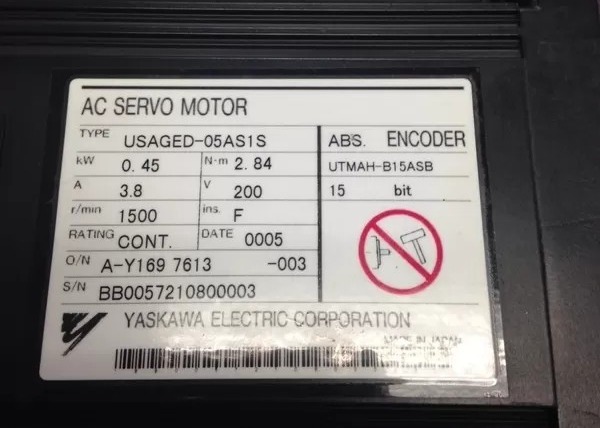 AC SERVO MOTOR
TYPE USAGED-05AS1S
kW 0.45 N·m 2.84
A 3.8 V 200
r/min 1500 ins. F
RATING CONT. DATE 0005
O/N A-Y169 7613 -003
S/N BB0057210800003
ABS. ENCODER
UTMAH-B15ASB
15 bit
YASKAWA ELECTRIC CORPORATION
MADE IN JAPAN